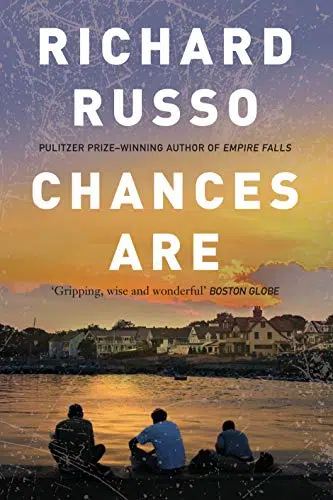 RICHARD
RUSSO
PULITZER PRIZE–WINNING AUTHOR OF EMPIRE FALLS
CHANCES
ARE
‘Gripping, wise and wonderful’ BOSTON GLOBE